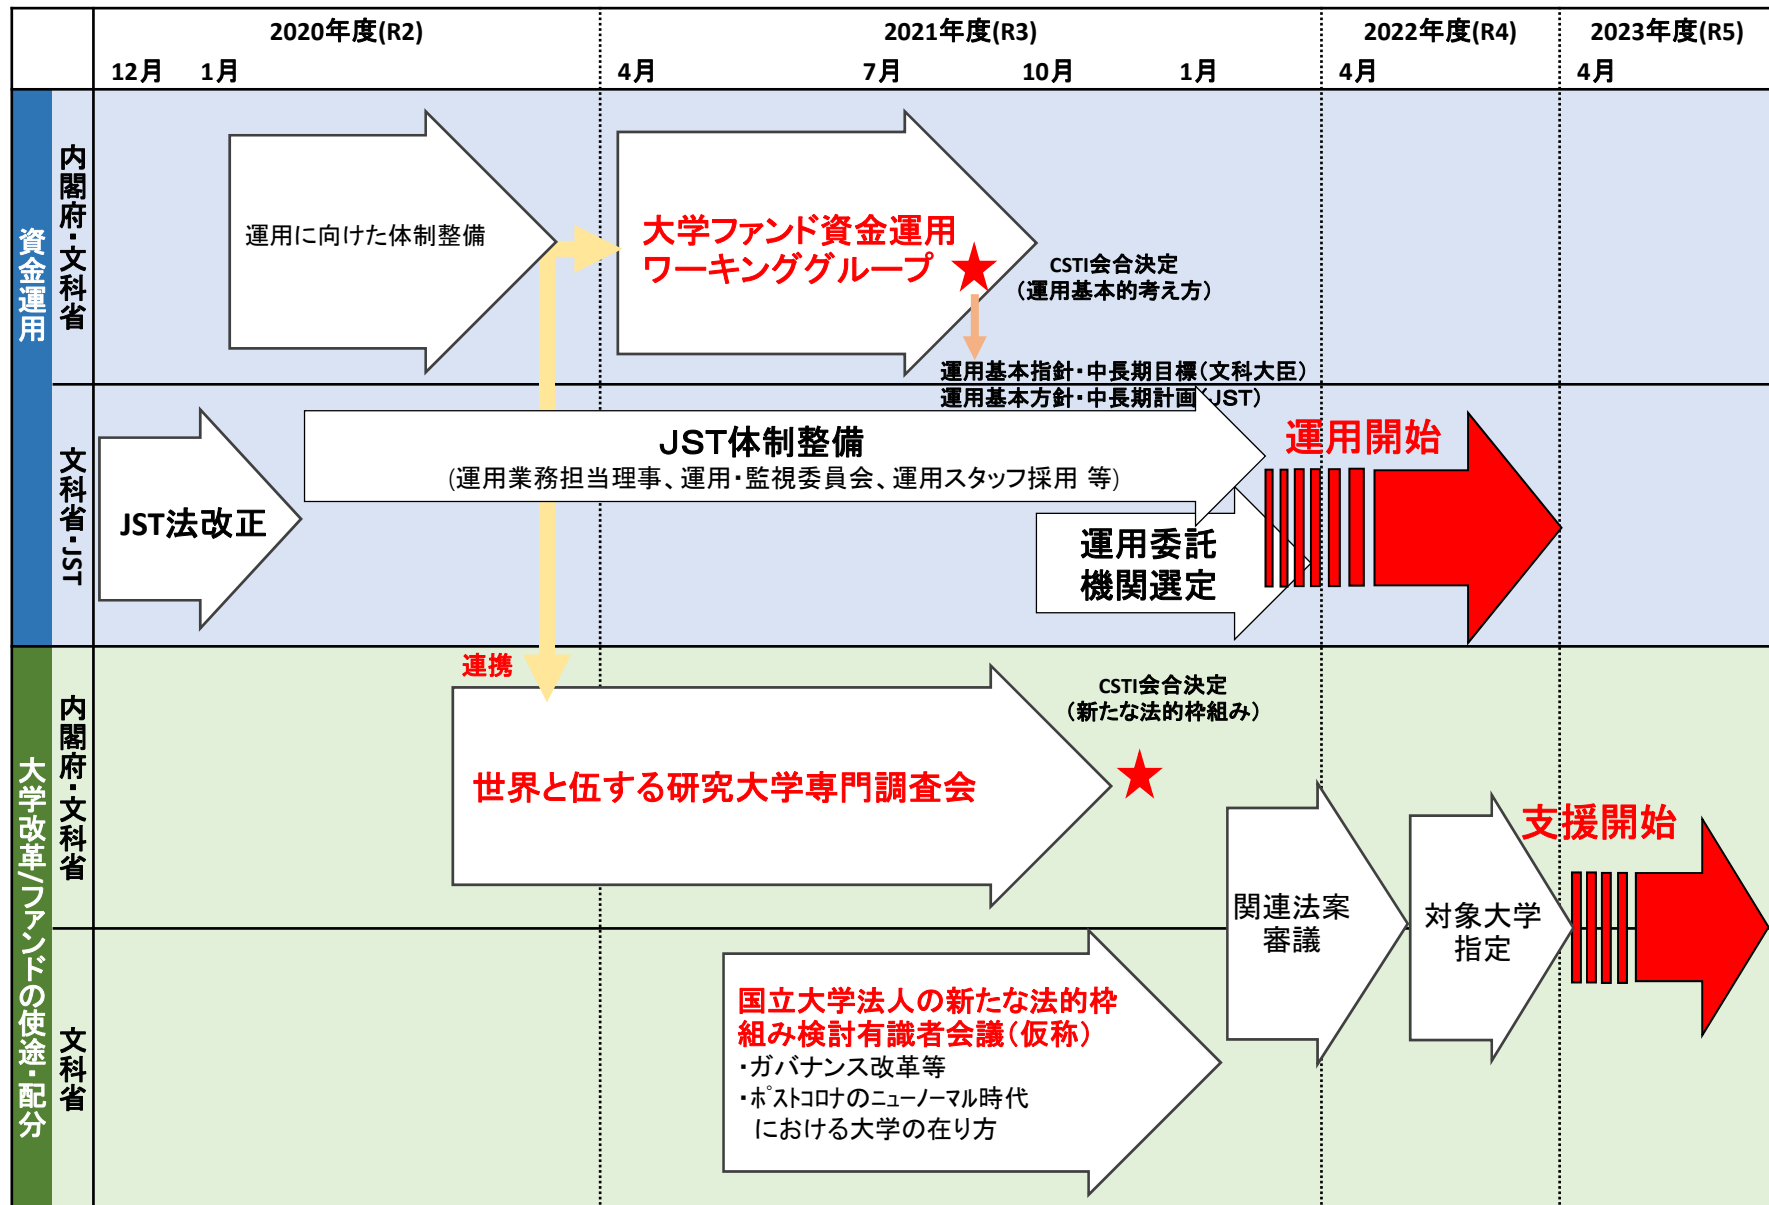 2020年度(R2)
2021年度(R3)
2022年度(R4)
2023年度(R5)
12月
1月
4月
7月
10月
1月
4月
4月
資金運用
内閣府・文科省
運用に向けた体制整備
大学ファンド資金運用
ワーキンググループ
CSTI会合決定
（運用基本的考え方）
運用基本指針・中長期目標（文科大臣）
運用基本方針・中長期計画（JST）
文科省・JST
JST法改正
JST体制整備
(運用業務担当理事、運用・監視委員会、運用スタッフ採用 等)
運用委託
機関選定
運用開始
連携
大学改革/ファンドの使途・配分
内閣府・文科省
世界と伍する研究大学専門調査会
CSTI会合決定
（新たな法的枠組み）
関連法案
審議
対象大学
指定
支援開始
文科省
国立大学法人の新たな法的枠
組み検討有識者会議（仮称）
・ガバナンス改革等
・ポストコロナのニューノーマル時代
における大学の在り方